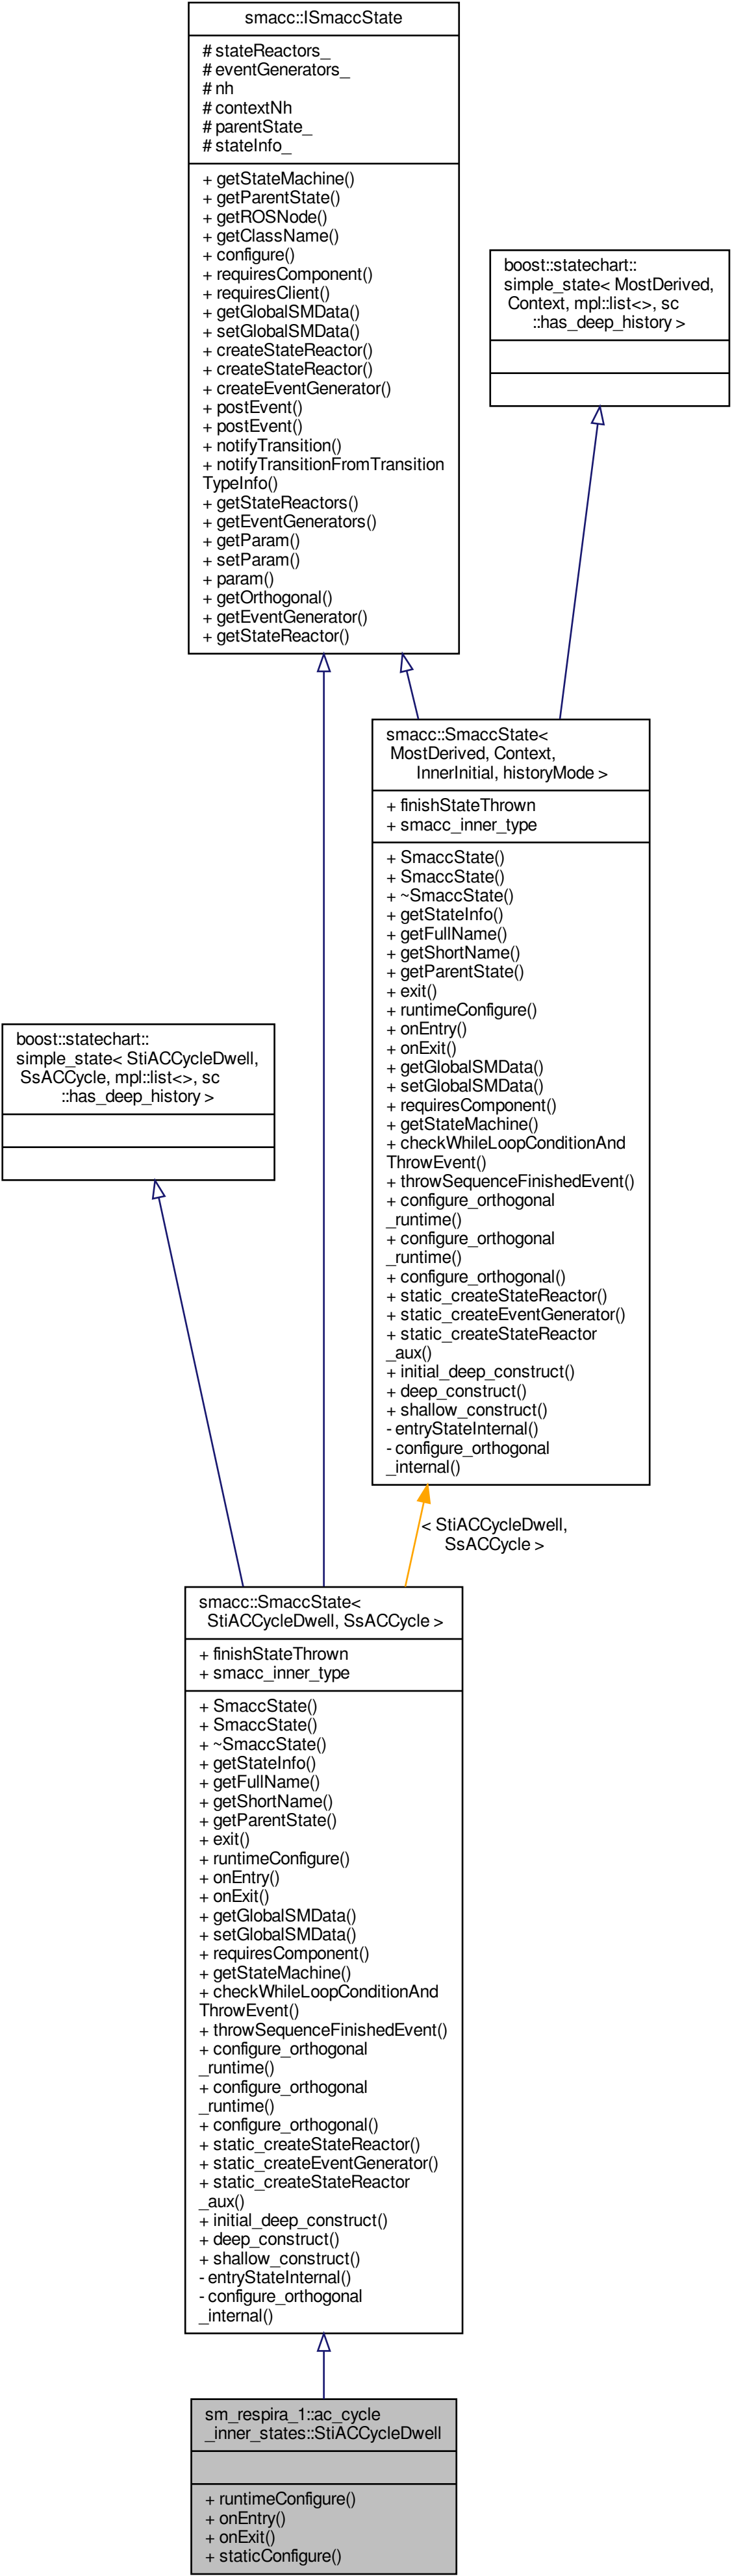 smacc::ISmaccState
# stateReactors_
# eventGenerators_
# nh
# contextNh
# parentState_
# stateInfo_
+ getStateMachine()
+ getParentState()
+ getROSNode()
+ getClassName()
+ configure()
+ requiresComponent()
+ requiresClient()
+ getGlobalSMData()
+ setGlobalSMData()
+ createStateReactor()
+ createStateReactor()
+ createEventGenerator()
+ postEvent()
+ postEvent()
+ notifyTransition()
+ notifyTransitionFromTransition
TypeInfo()
+ getStateReactors()
+ getEventGenerators()
+ getParam()
+ setParam()
+ param()
+ getOrthogonal()
+ getEventGenerator()
+ getStateReactor()
boost::statechart::
simple_state< MostDerived,
Context, mpl::list<>, sc
::has_deep_history >
smacc::SmaccState<
MostDerived, Context,
InnerInitial, historyMode >
+ finishStateThrown
+ smacc_inner_type
+ SmaccState()
+ SmaccState()
+ ~SmaccState()
+ getStateInfo()
+ getFullName()
+ getShortName()
+ getParentState()
+ exit()
+ runtimeConfigure()
+ onEntry()
+ onExit()
+ getGlobalSMData()
+ setGlobalSMData()
+ requiresComponent()
+ getStateMachine()
+ checkWhileLoopConditionAnd
ThrowEvent()
+ throwSequenceFinishedEvent()
+ configure_orthogonal
_runtime()
+ configure_orthogonal
_runtime()
+ configure_orthogonal()
+ static_createStateReactor()
+ static_createEventGenerator()
+ static_createStateReactor
_aux()
+ initial_deep_construct()
+ deep_construct()
+ shallow_construct()
- entryStateInternal()
- configure_orthogonal
_internal()
boost::statechart::
simple_state< StiACCycleDwell,
SsACCycle, mpl::list<>, sc
::has_deep_history >
< StiACCycleDwell,
SsACCycle >
smacc::SmaccState<
StiACCycleDwell, SsACCycle >
+ finishStateThrown
+ smacc_inner_type
+ SmaccState()
+ SmaccState()
+ ~SmaccState()
+ getStateInfo()
+ getFullName()
+ getShortName()
+ getParentState()
+ exit()
+ runtimeConfigure()
+ onEntry()
+ onExit()
+ getGlobalSMData()
+ setGlobalSMData()
+ requiresComponent()
+ getStateMachine()
+ checkWhileLoopConditionAnd
ThrowEvent()
+ throwSequenceFinishedEvent()
+ configure_orthogonal
_runtime()
+ configure_orthogonal
_runtime()
+ configure_orthogonal()
+ static_createStateReactor()
+ static_createEventGenerator()
+ static_createStateReactor
_aux()
+ initial_deep_construct()
+ deep_construct()
+ shallow_construct()
- entryStateInternal()
- configure_orthogonal
_internal()
sm_respira_1::ac_cycle
_inner_states::StiACCycleDwell
+ runtimeConfigure()
+ onEntry()
+ onExit()
+ staticConfigure()